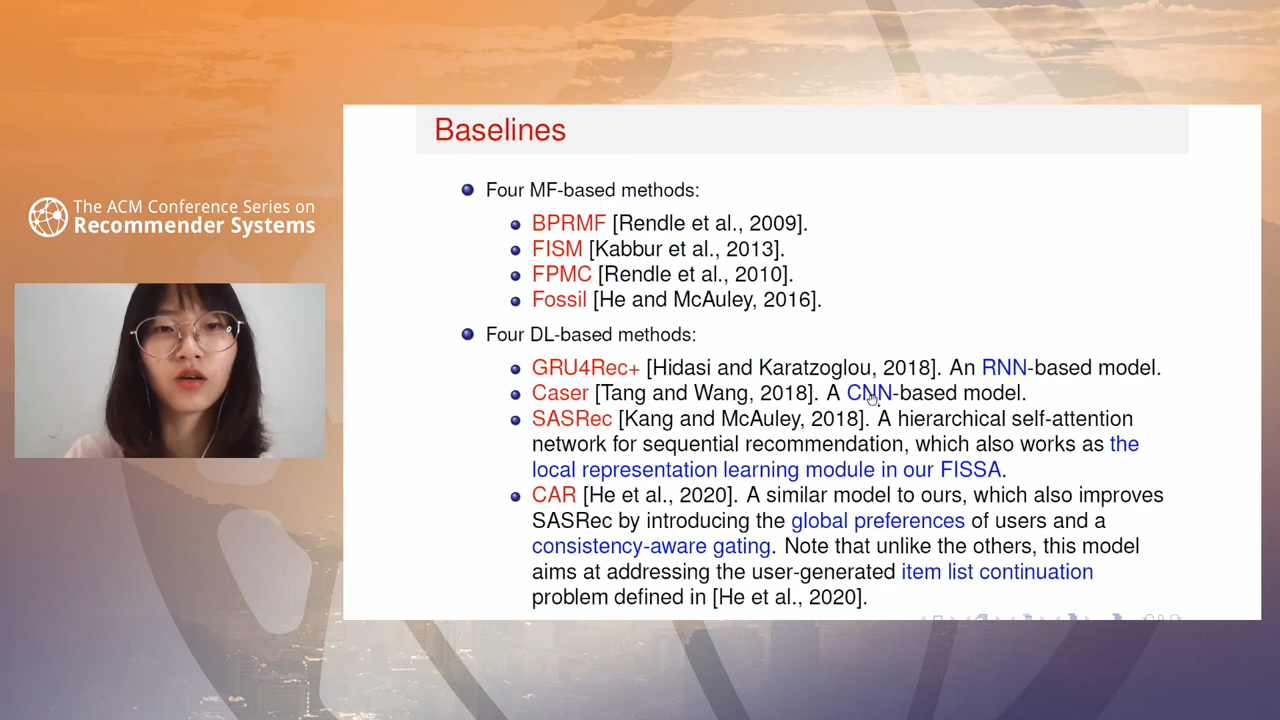 The ACM Conference Series on
Recommender Systems
Baselines
Four MF-based methods:
BPRMF [Rendle et al., 2009].
FISM [Kabbur et al., 2013].
FPMC [Rendle et al., 2010].
Fossil [He and McAuley, 2016].
Four DL-based methods:
GRU4Rec+ [Hidasi and Karatzoglou, 2018]. An RNN-based model.
Caser [Tang and Wang, 2018]. A CNN-based model.
SASRec [Kang and McAuley, 2018]. A hierarchical self-attention
network for sequential recommendation, which also works as the
local representation learning module in our FISSA.
CAR [He et al., 2020]. A similar model to ours, which also improves
SASRec by introducing the global preferences of users and a
consistency-aware gating. Note that unlike the others, this model
aims at addressing the user-generated item list continuation
problem defined in [He et al., 2020].